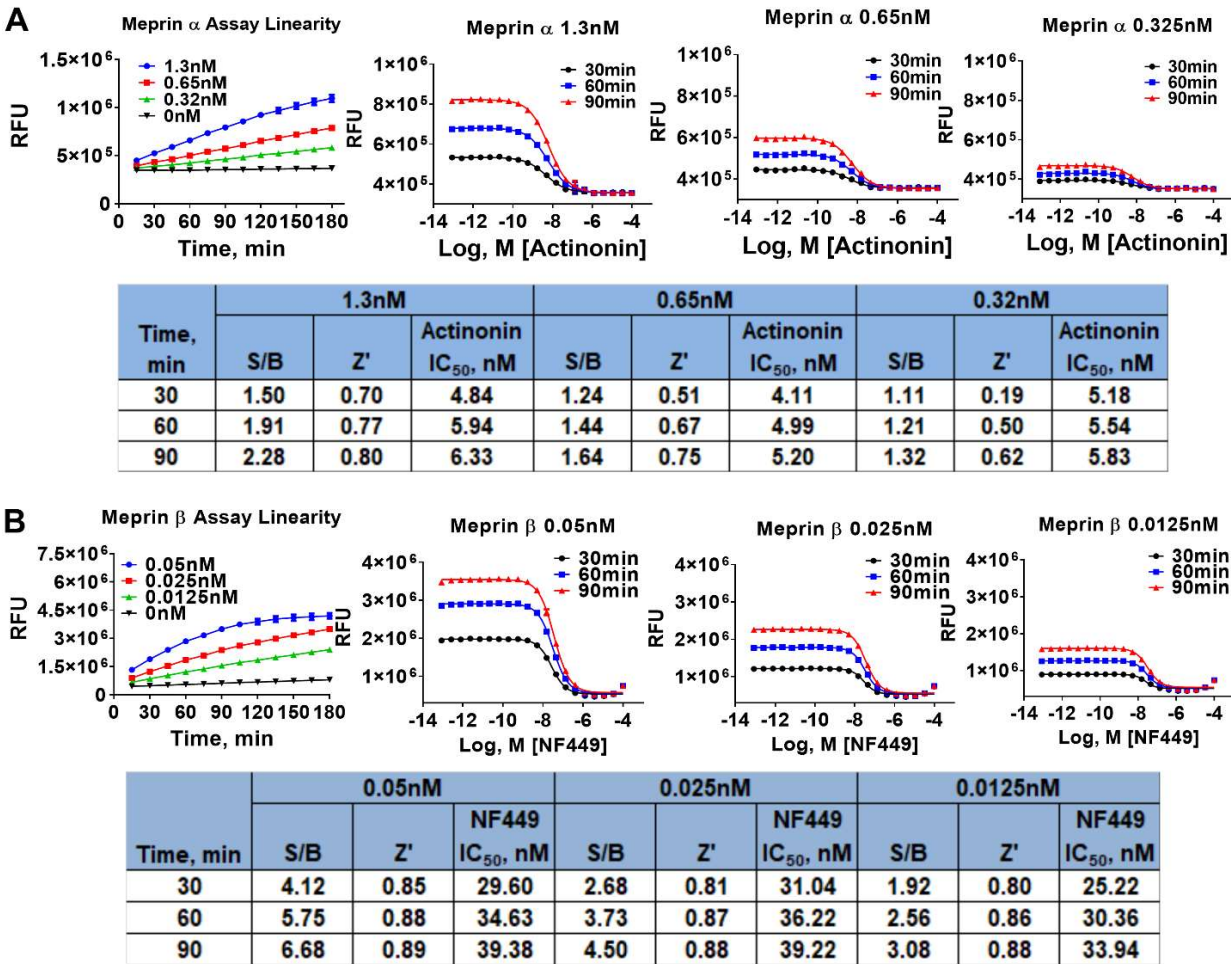 A
Meprin α Assay Linearity
1.5×10⁶
1×10⁶
5×10⁵
0
RFU
1.3nM
0.65nM
0.32nM
0nM
0 30 60 90 120 150 180
Time, min
Meprin α 1.3nM
1×10⁶
8×10⁵
6×10⁵
4×10⁵
RFU
30min
60min
90min
-14 -12 -10 -8 -6 -4
Log, M [Actinonin]
Meprin α 0.65nM
1×10⁶
8×10⁵
6×10⁵
4×10⁵
RFU
30min
60min
90min
-14 -12 -10 -8 -6 -4
Log, M [Actinonin]
Meprin α 0.325nM
1×10⁶
8×10⁵
6×10⁵
4×10⁵
RFU
30min
60min
90min
-14 -12 -10 -8 -6 -4
Log, M [Actinonin]
1.3nM 0.65nM 0.32nM
Time, min S/B Z' Actinonin IC₅₀, nM S/B Z' Actinonin IC₅₀, nM S/B Z' Actinonin IC₅₀, nM
30 1.50 0.70 4.84 1.24 0.51 4.11 1.11 0.19 5.18
60 1.91 0.77 5.94 1.44 0.67 4.99 1.21 0.50 5.54
90 2.28 0.80 6.33 1.64 0.75 5.20 1.32 0.62 5.83
B
Meprin β Assay Linearity
7.5×10⁶
6×10⁶
4.5×10⁶
3×10⁶
1.5×10⁶
0
RFU
0.05nM
0.025nM
0.0125nM
0nM
0 30 60 90 120 150 180
Time, min
Meprin β 0.05nM
4×10⁶
3×10⁶
2×10⁶
1×10⁶
RFU
30min
60min
90min
-14 -12 -10 -8 -6 -4
Log, M [NF449]
Meprin β 0.025nM
4×10⁶
3×10⁶
2×10⁶
1×10⁶
RFU
30min
60min
90min
-14 -12 -10 -8 -6 -4
Log, M [NF449]
Meprin β 0.0125nM
4×10⁶
3×10⁶
2×10⁶
1×10⁶
RFU
30min
60min
90min
-14 -12 -10 -8 -6 -4
Log, M [NF449]
0.05nM 0.025nM 0.0125nM
Time, min S/B Z' NF449 IC₅₀, nM S/B Z' NF449 IC₅₀, nM S/B Z' NF449 IC₅₀, nM
30 4.12 0.85 29.60 2.68 0.81 31.04 1.92 0.80 25.22
60 5.75 0.88 34.63 3.73 0.87 36.22 2.56 0.86 30.36
90 6.68 0.89 39.38 4.50 0.88 39.22 3.08 0.88 33.94